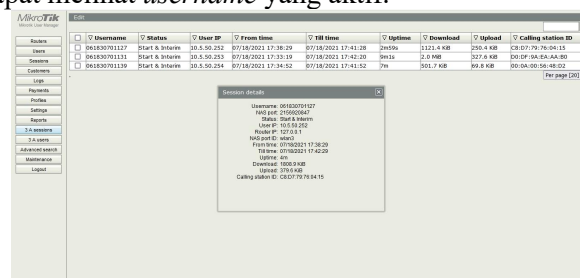 dapat melihat username yang aktif.
MikroTik
Mikrotik User Manager
Edit
Routers
Users
Sessions
Customers
Logs
Payments
Profiles
Settings
Reports
3 A sessions
3 A users
Advanced search
Maintenance
Logout
▽ Username ▽ Status ▽ User IP ▽ From time ▽ Till time ▽ Uptime ▽ Download ▽ Upload ▽ Calling station ID
061830701127 Start & Interim 10.5.50.252 07/18/2021 17:38:29 07/18/2021 17:41:28 2m59s 1121.4 KiB 250.4 KiB C8:D7:79:76:04:15
061830701131 Start & Interim 10.5.50.253 07/18/2021 17:33:19 07/18/2021 17:42:20 9m1s 2.0 MiB 327.6 KiB D0:DF:9A:EA:AA:B0
061830701139 Start & Interim 10.5.50.254 07/18/2021 17:34:52 07/18/2021 17:41:52 7m 501.7 KiB 69.8 KiB 00:0A:00:56:48:D2
Per page [20]
Session details
Username: 061830701127
NAS port: 2155920847
Status: Start & Interim
User IP: 10.5.50.252
Router IP: 127.0.0.1
NAS port ID: wlan3
From time: 07/18/2021 17:38:29
Till time: 07/18/2021 17:42:29
Uptime: 4m
Download: 1808.9 KiB
Upload: 379.6 KiB
Calling station ID: C8:D7:79:76:04:15